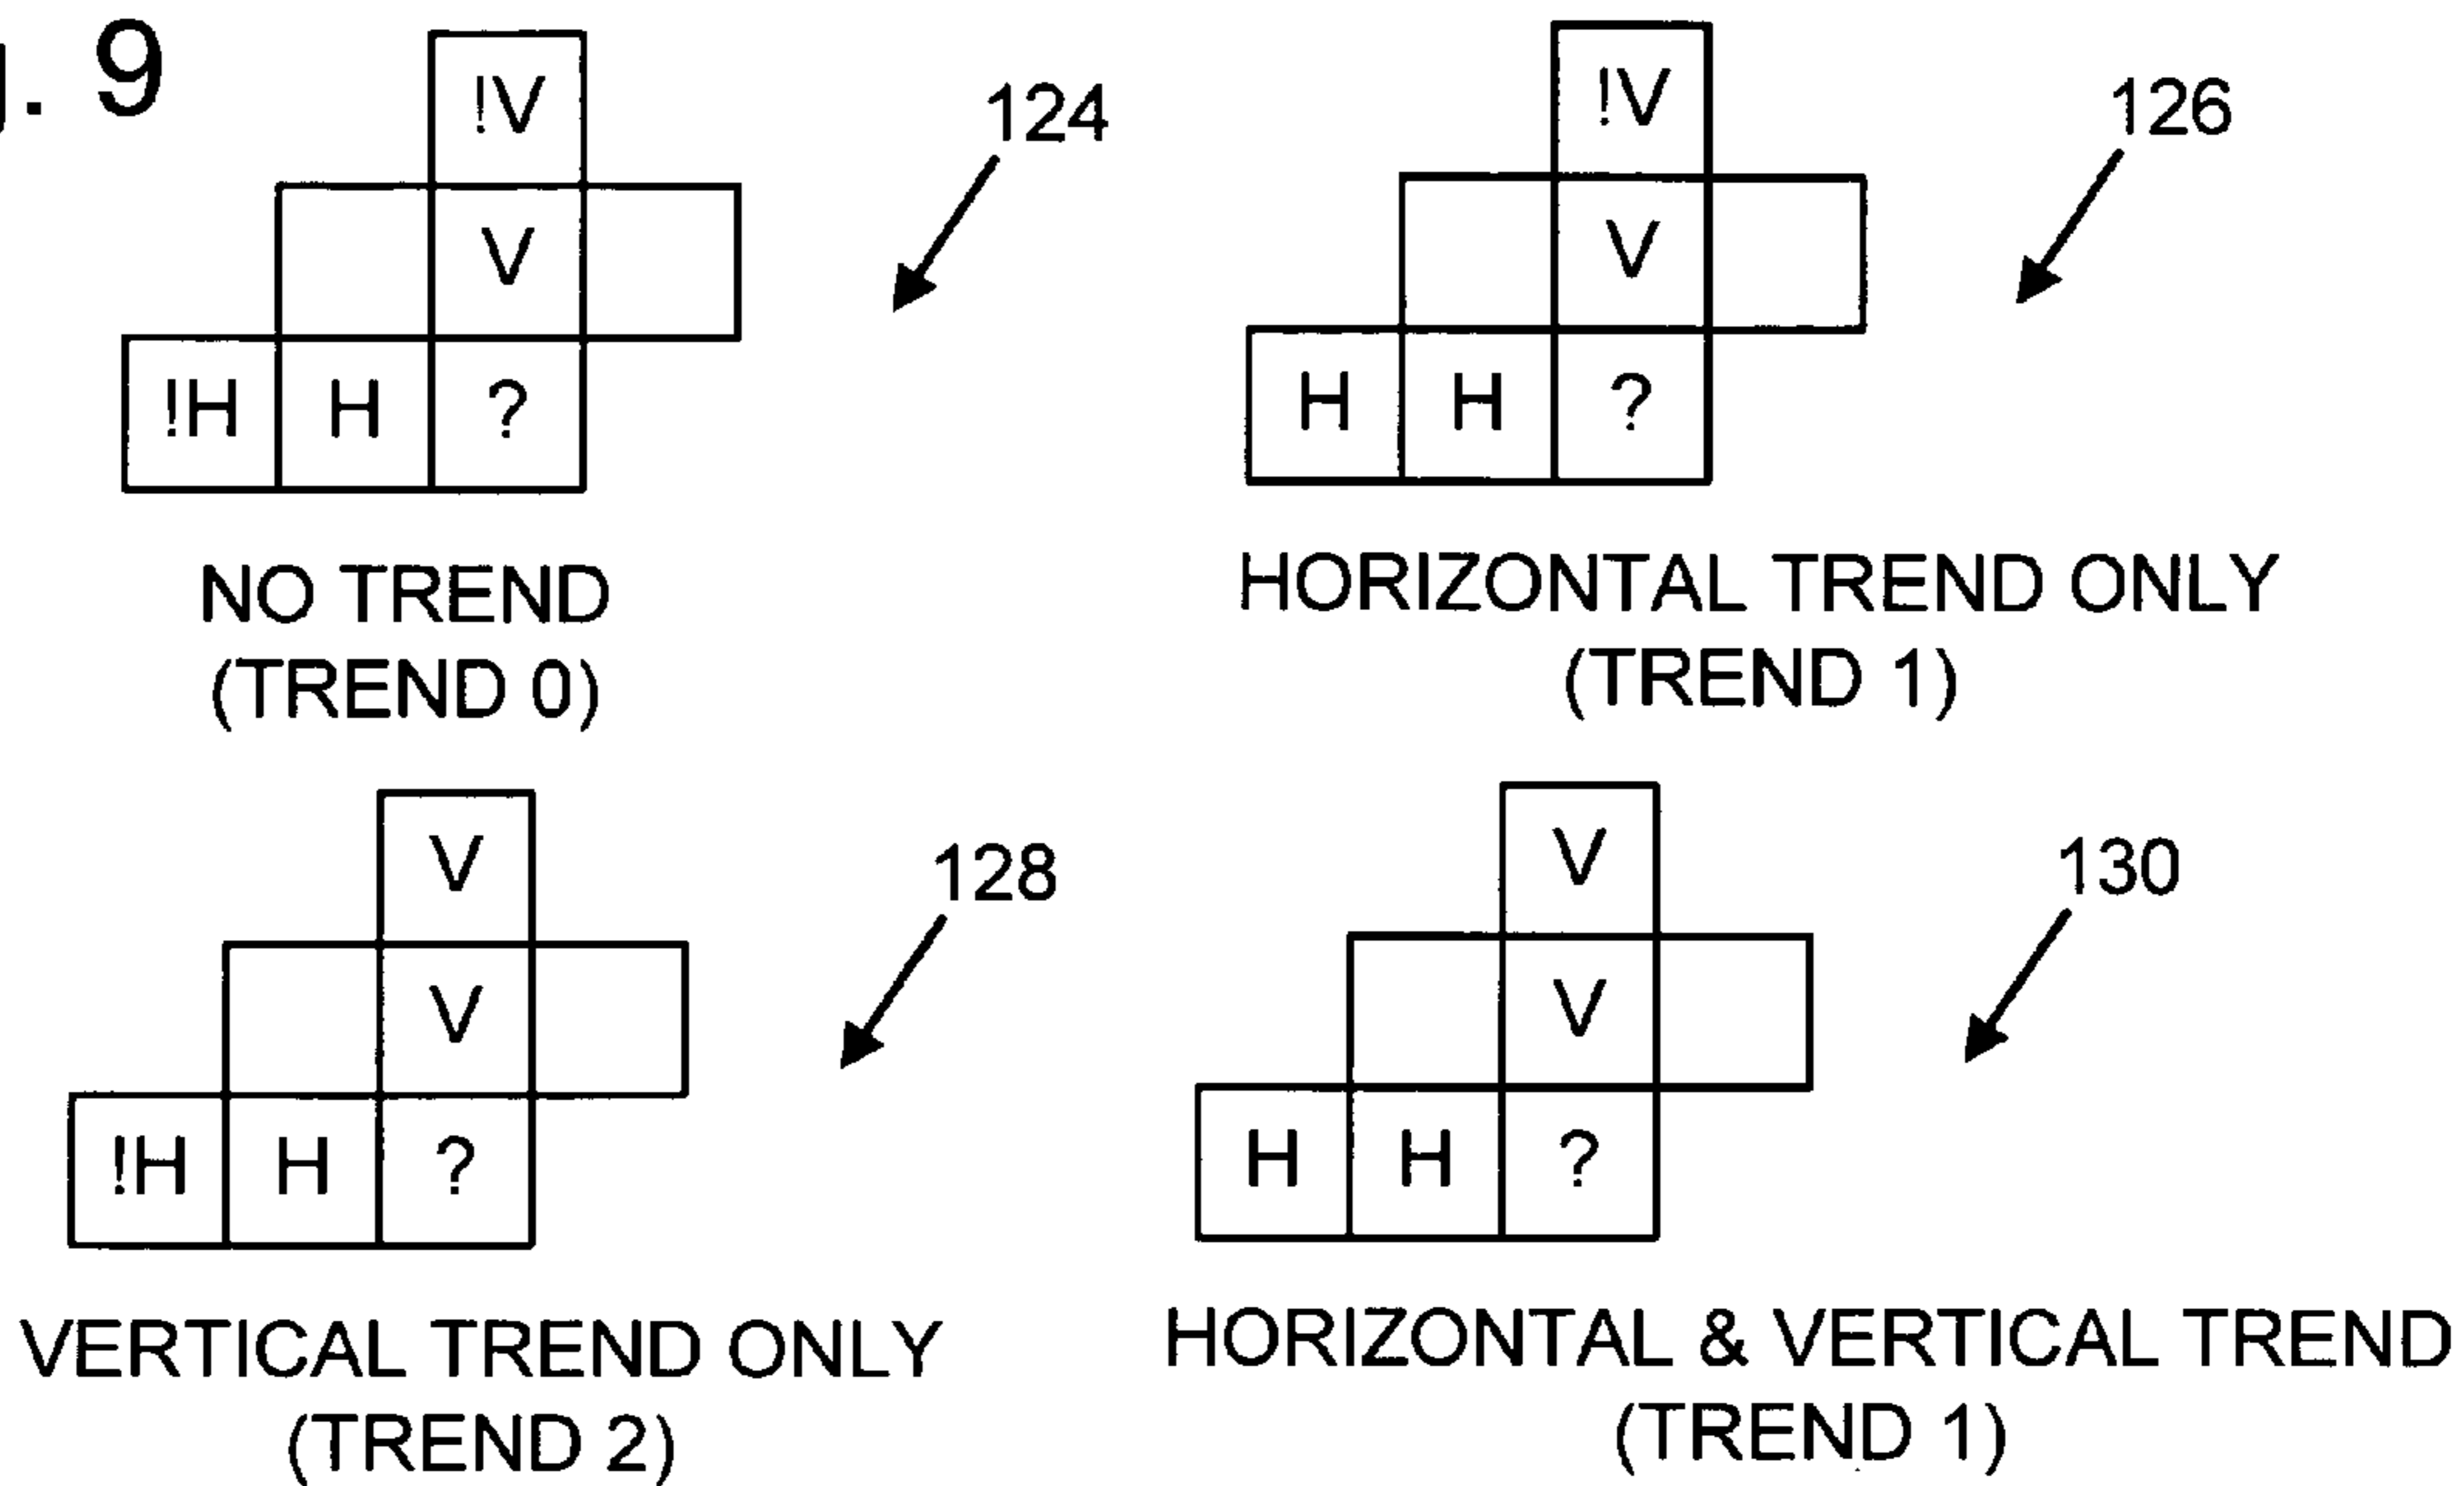 . 9
!V
124
V
!H H ?
NO TREND
(TREND 0)
!V
126
V
H H ?
HORIZONTAL TREND ONLY
(TREND 1)
V
128
V
!H H ?
VERTICAL TREND ONLY
(TREND 2)
V
130
V
H H ?
HORIZONTAL & VERTICAL TREND
(TREND 1)